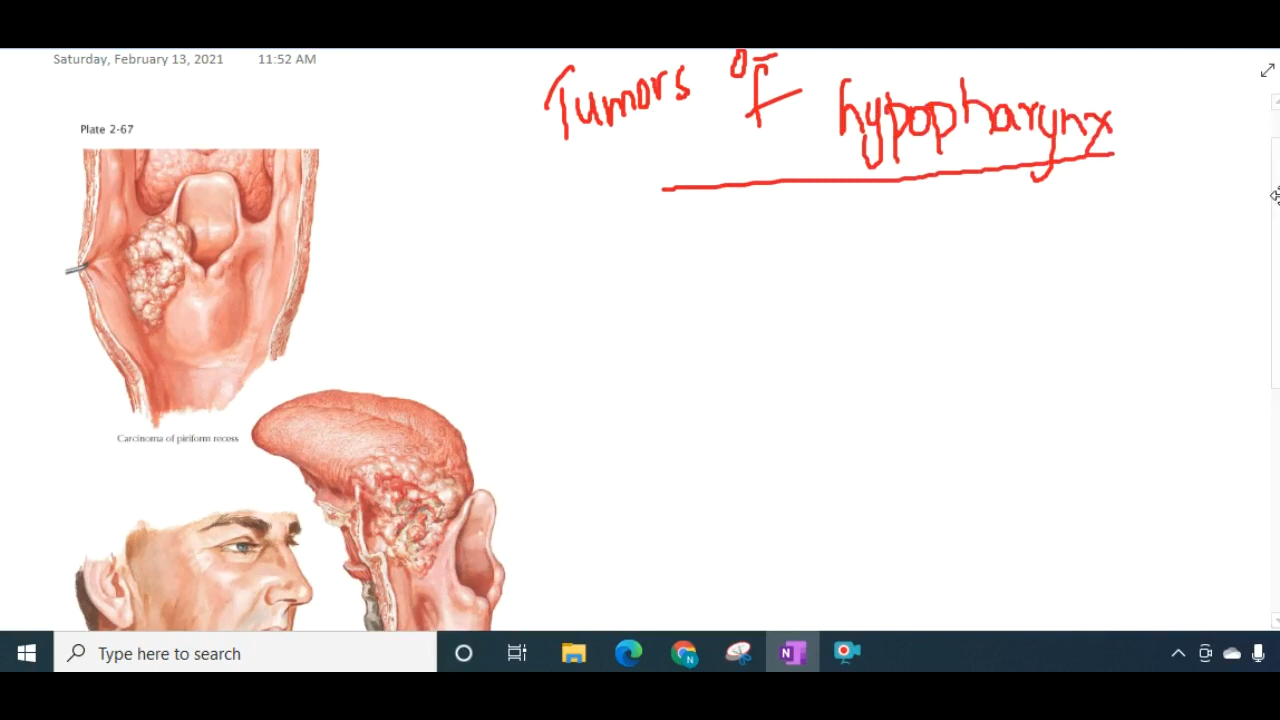 Saturday, February 13, 2021 11:52 AM
Tumors of hypopharynx
Plate 2-67
Carcinoma of piriform recess
Type here to search
N
N